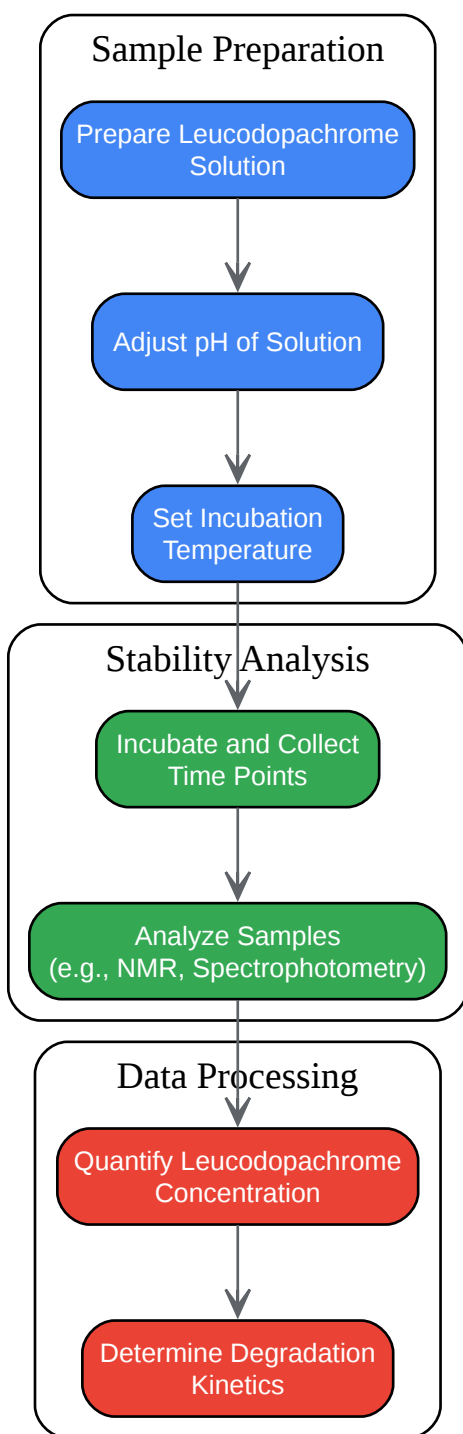 Sample Preparation
Prepare Leucodopachrome
Solution
Adjust pH of Solution
Set Incubation
Temperature
Stability Analysis
Incubate and Collect
Time Points
Analyze Samples
(e.g., NMR, Spectrophotometry)
Data Processing
Quantify Leucodopachrome
Concentration
Determine Degradation
Kinetics